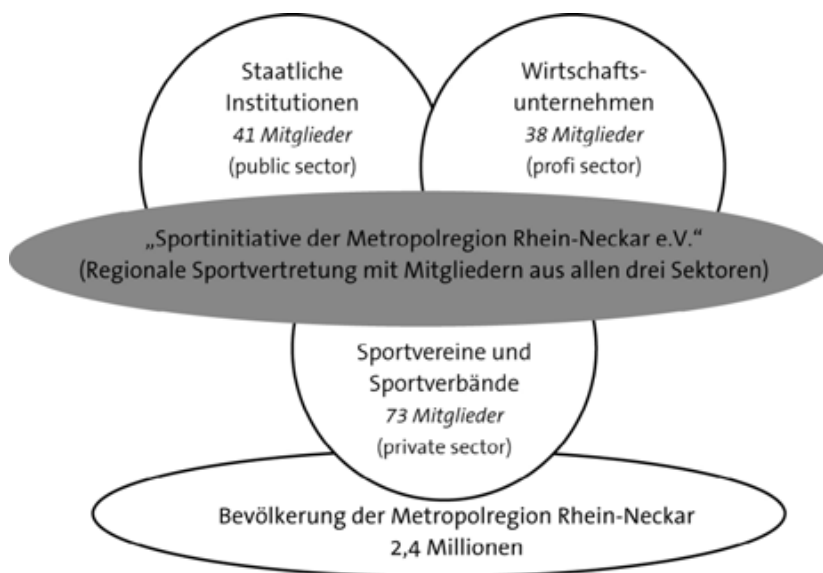 Staatliche
Institutionen
41 Mitglieder
(public sector)
Wirtschafts-
unternehmen
38 Mitglieder
(profi sector)
„Sportinitiative der Metropolregion Rhein-Neckar e.V.“
(Regionale Sportvertretung mit Mitgliedern aus allen drei Sektoren)
Sportvereine und
Sportverbände
73 Mitglieder
(private sector)
Bevölkerung der Metropolregion Rhein-Neckar
2,4 Millionen